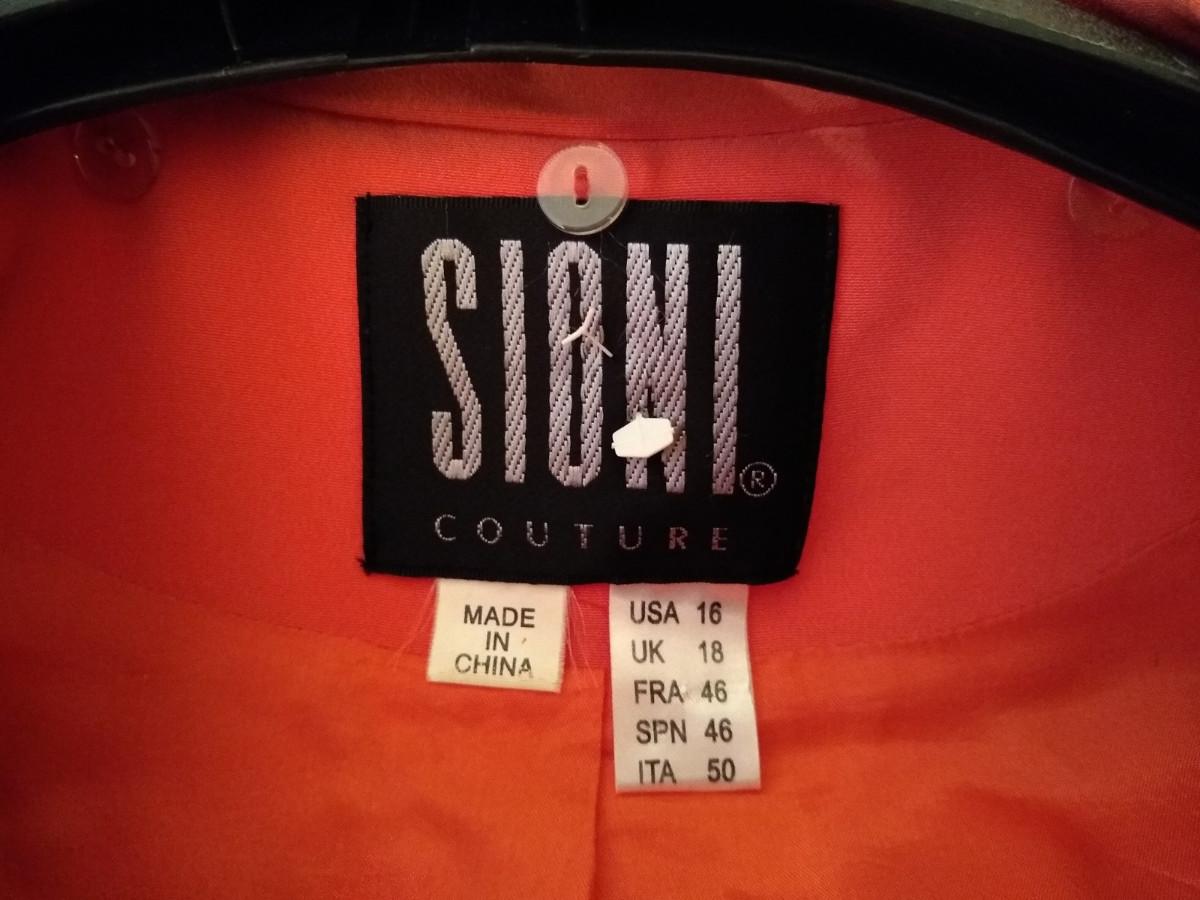 SIONI®
COUTURE
MADE
IN
CHINA
USA 16
UK 18
FRA 46
SPN 46
ITA 50